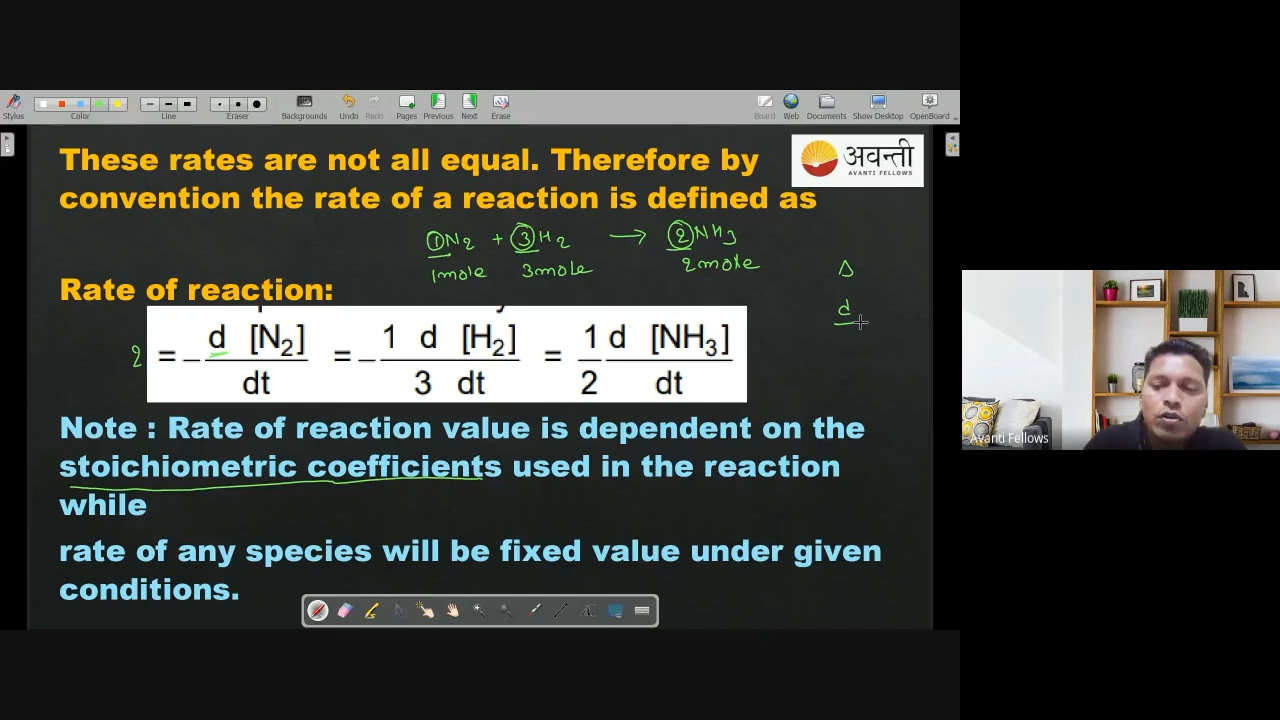 Stylus
Color
Line
Eraser
Backgrounds
Undo
Redo
Pages
Previous
Next
Erase
Board
Web
Documents
Show Desktop
OpenBoard
These rates are not all equal. Therefore by
convention the rate of a reaction is defined as
अवन्ती
AVANTI FELLOWS
①N2 + ③H2 → ②NH3
1mole 3mole 2mole
Δ
d
Rate of reaction:
= - d [N2] / dt = - 1 d [H2] / 3 dt = 1/2 d [NH3] / dt
Note : Rate of reaction value is dependent on the
stoichiometric coefficients used in the reaction
while
rate of any species will be fixed value under given
conditions.
Avanti Fellows